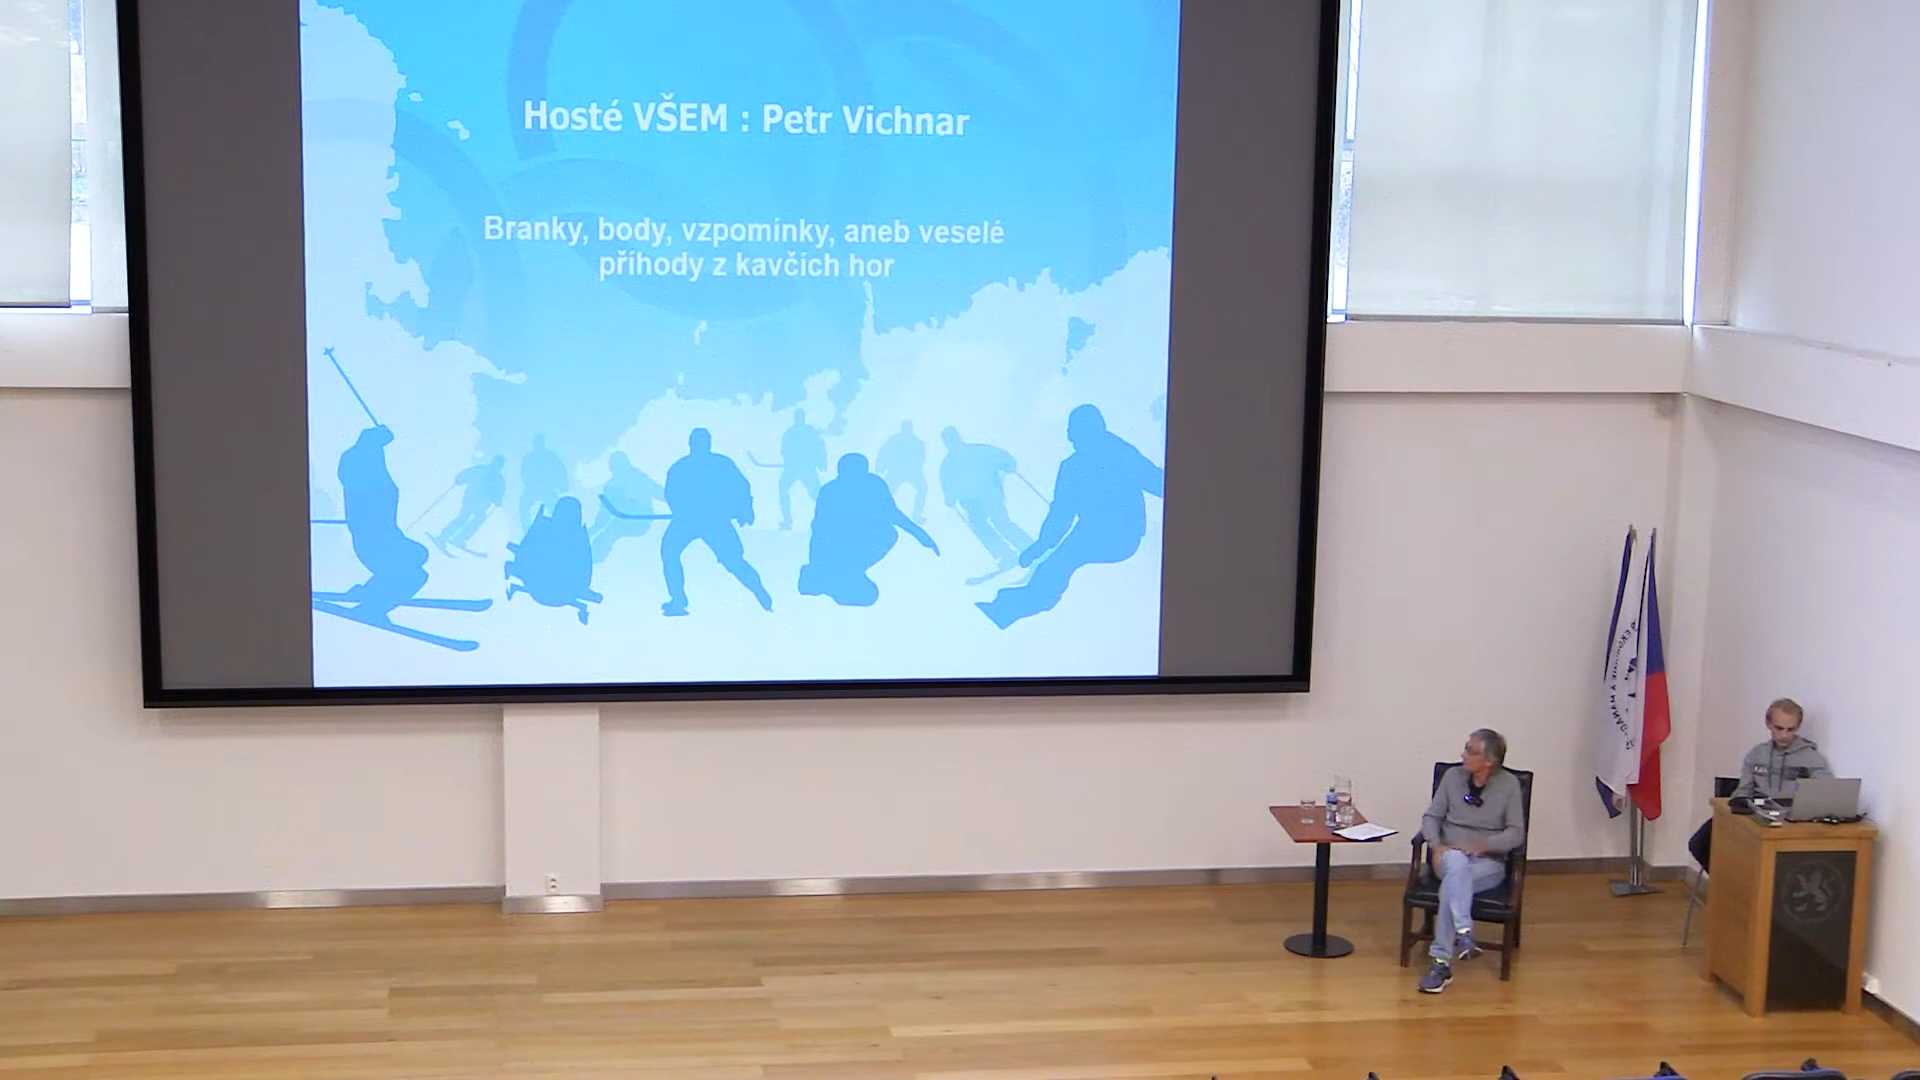 Hosté VŠEM : Petr Vichnar
Branky, body, vzpomínky, aneb veselé
příhody z kavčích hor